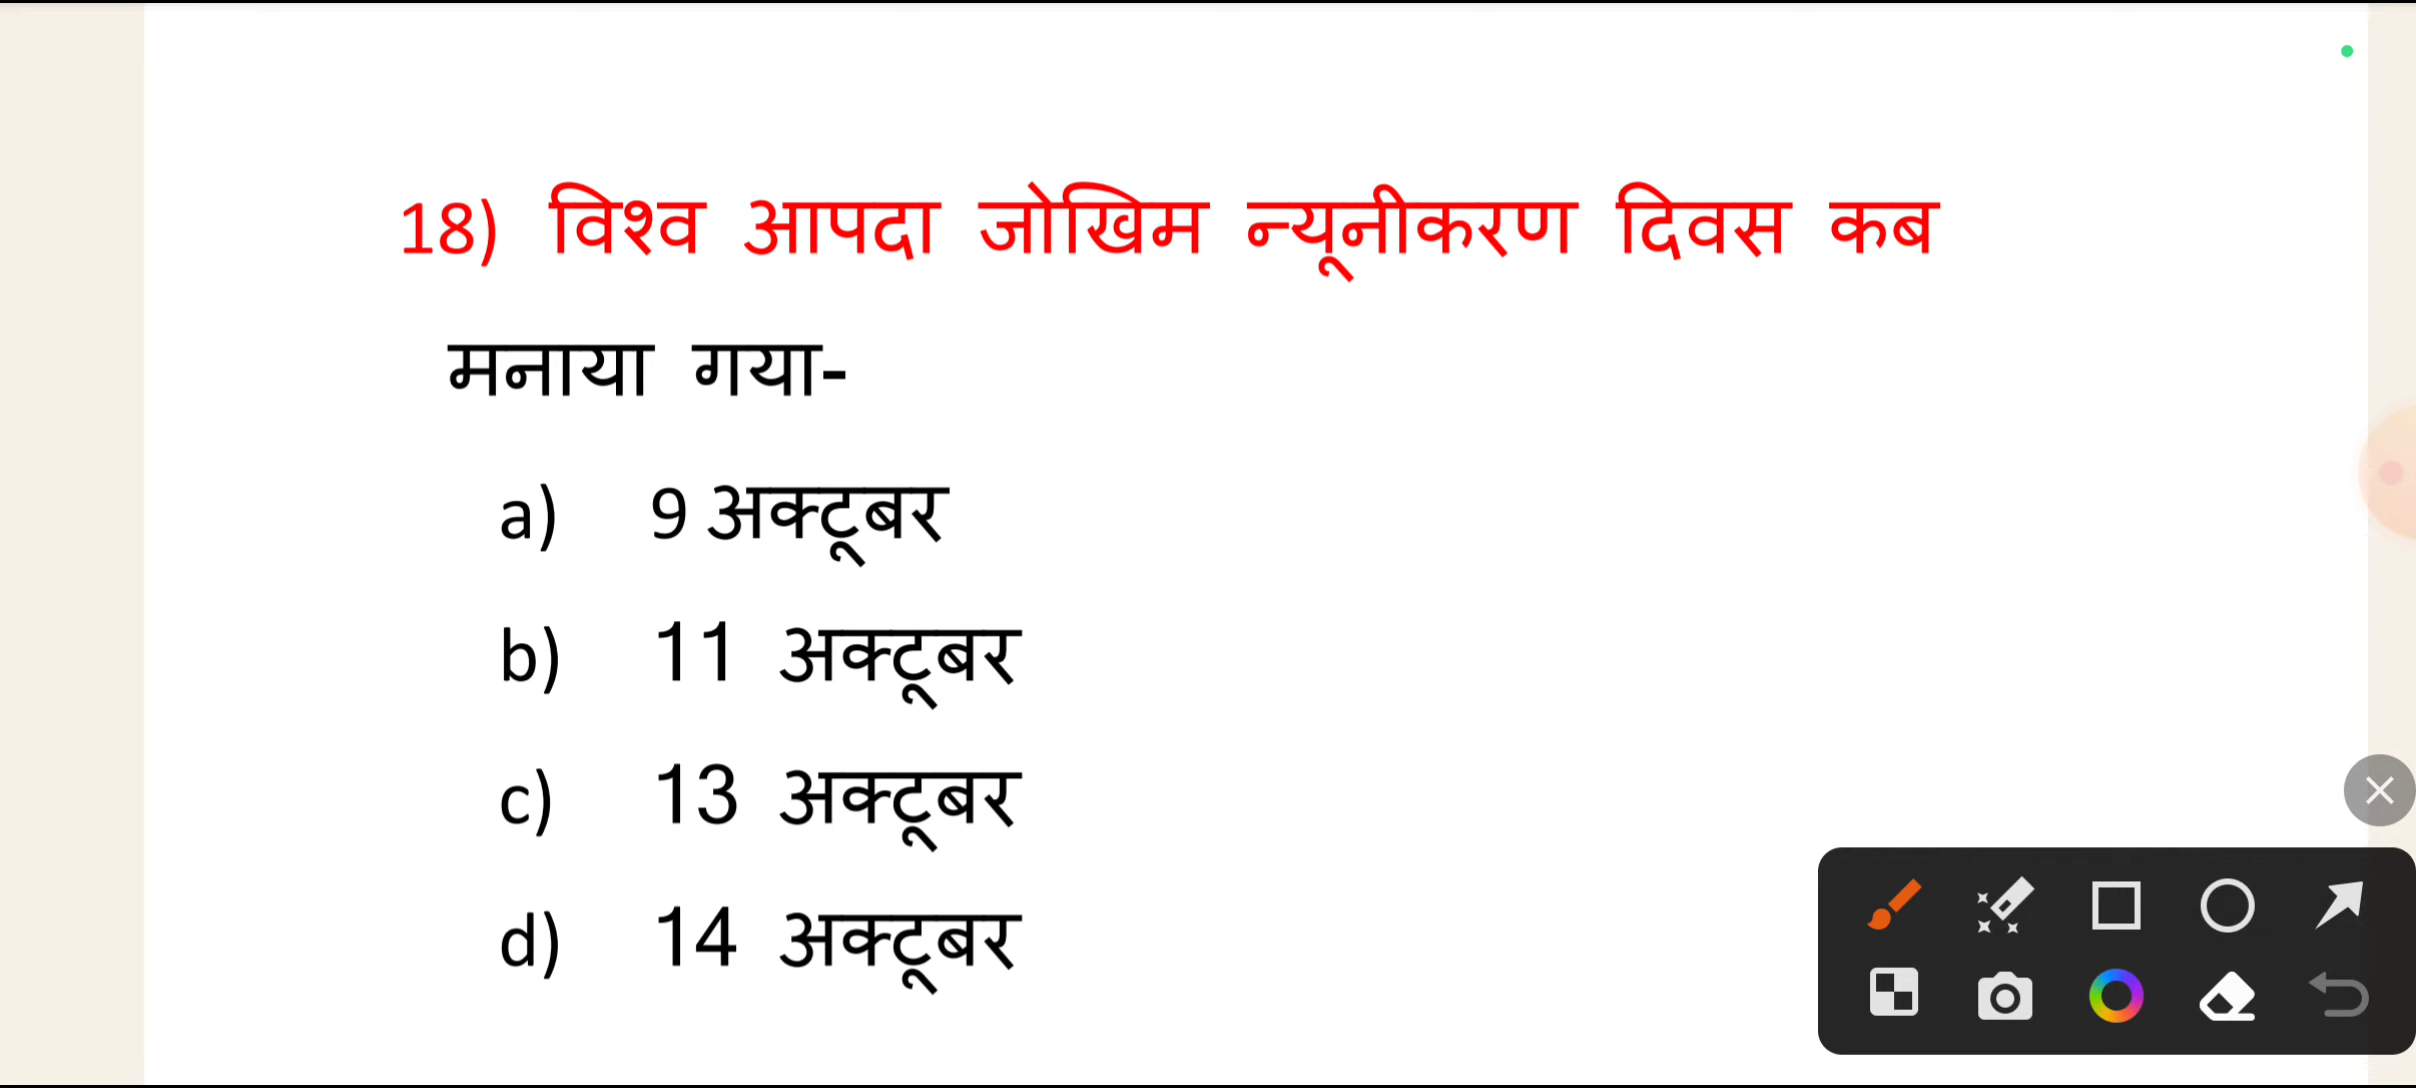 18) विश्व आपदा जोखिम न्यूनीकरण दिवस कब
मनाया गया-
a) 9 अक्टूबर
b) 11 अक्टूबर
c) 13 अक्टूबर
d) 14 अक्टूबर